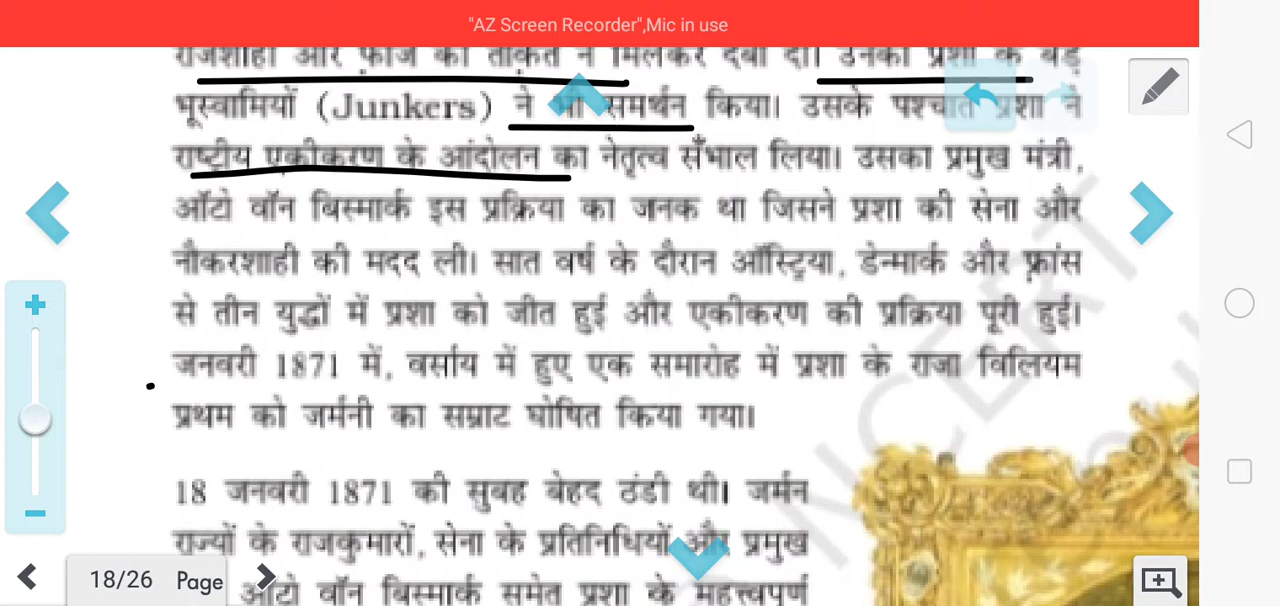 "AZ Screen Recorder",Mic in use
राजशाही और फ़ौज की ताकत ने मिलकर दबा दी। उनका प्रशा के बड़े
भूस्वामियों (Junkers) ने भी समर्थन किया। उसके पश्चात प्रशा ने
राष्ट्रीय एकीकरण के आंदोलन का नेतृत्व सँभाल लिया। उसका प्रमुख मंत्री,
ऑटो वॉन बिस्मार्क इस प्रक्रिया का जनक था जिसने प्रशा की सेना और
नौकरशाही की मदद ली। सात वर्ष के दौरान ऑस्ट्रिया, डेन्मार्क और फ़्रांस
से तीन युद्धों में प्रशा को जीत हुई और एकीकरण की प्रक्रिया पूरी हुई।
जनवरी 1871 में, वर्साय में हुए एक समारोह में प्रशा के राजा विलियम
प्रथम को जर्मनी का सम्राट घोषित किया गया।
18 जनवरी 1871 की सुबह बेहद ठंडी थी। जर्मन
राज्यों के राजकुमारों, सेना के प्रतिनिधियों और प्रमुख
ऑटो वॉन बिस्मार्क समेत प्रशा के महत्त्वपूर्ण
18/26 Page